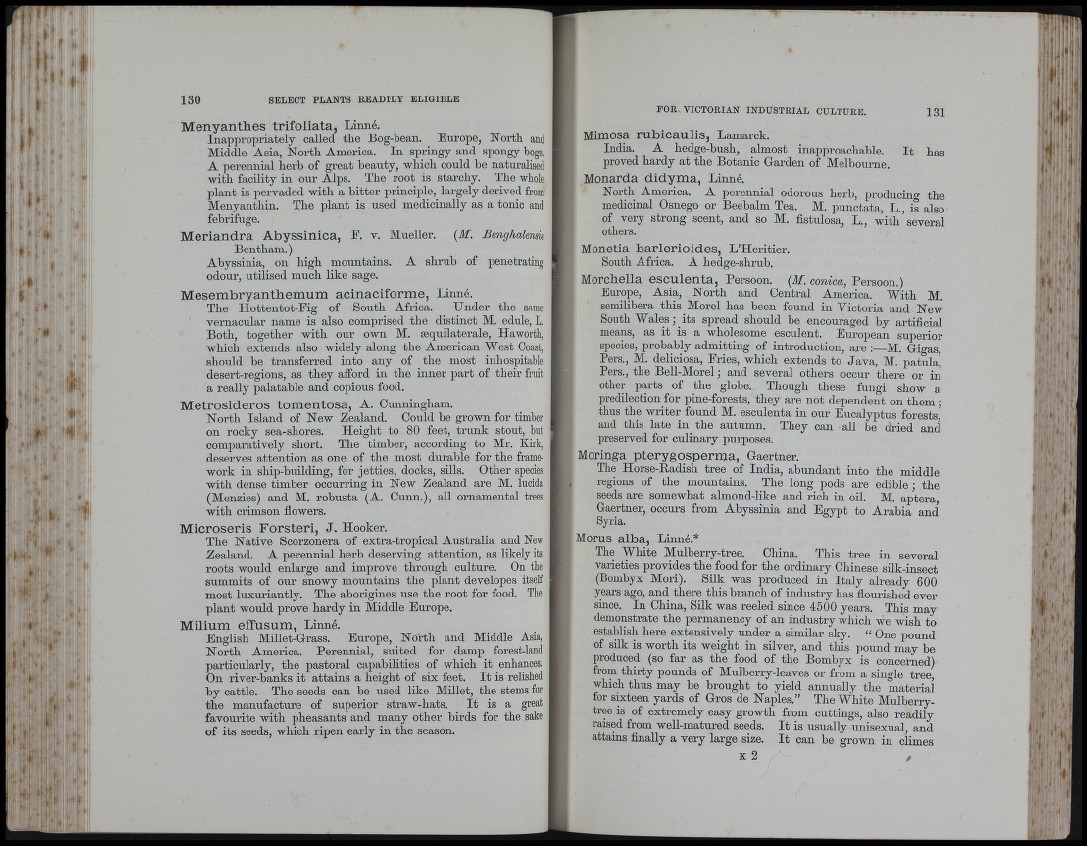 130 SELECT PLANTS READILY ELIGIBLE
Menyanthes trifoliata, Linné.
Inappropriately called the Bog-bean. Europe, North and
Middle Asia, North America. In springy and spongy bogs.
A perennial herb of great beauty, which could be naturalised
with facility in our Alps. The root is starchy. The whole
plant is pervaded with a bitter principle, largely derived from
Menyanthin. The plant is used medicinally as a tonic and
febrifuge.
Meriandra Abyssinica, F. v. Mueller. (M. Benghalensis
Bentham.)
Abyssinia, on high mountains. A shrub of penetrating
odour, utilised much like sage.
Mesembryanthemum acinaciforme, Linné.
The Hottentot-Fig of South Africa. Under the same
vernacular name is also comprised the distinct M. edule, L.
Both, together with our own M. æquilaterale, Haworth,
which extends also widely along the American West Coast,
should be transferred into any of the most inhospitable
desert-regions, as they afford in the inner part of their fruit
a really palatable and copious food.
Metrosideros tomentosa, A. Cunningham.
North Island of New Zealand. Could be grown for timber
on rocky sea-shores. Height to 80 feet, trunk stout, but
comparatively short. The timber, according to Mr. Kirk,
deserves attention as one of the most durable for the frame-
work in ship-building, for jetties, docks, sills. Other species
with dense timber occurring in New Zealand are M. lucida
(Menzies) and M. robusta (A. Cunn.), all ornamental trees
with crimson flowers.
Microseris Forsteri, J. Hooker.
The Native Scorzonera of extra-tropical Australia and New
Zealand. A perennial herb deserving attention, as likely its
roots would enlarge and improve through culture. On the
summits of our snowy mountains the plant developes itself
most luxuriantly. The aborigines use the root for food. The
plant would prove hardy in Middle Europe.
Milium effusum, Linné.
English Millet-Grass. Europe, North and Middle Asia,
North America. Perennial, suited for damp forest-land
particularly, the pastoral capabilities of which it enhances.
On river-banks it attains a height of six feet. It is relished
by cattle. The seeds can be used like Millet, the stems for
the manufacture of superior straw-hats. It is a great
favourite with pheasants and many other birds for the sake
of its seeds, which ripen early in the season.
FOR VICTORIAN INDUSTRIAL CULTURE. 131
Mimosa rubicaulis, Lamarck.
India. A hedge-bush, almost inapproachable. It has
proved hardy at the Botanic Garden of Melbourne.
Monarda didyma, Linné.
North America. A perennial odorous herb, producing the
medicinal Osnego or Beebalm Tea. M. punctata, L., is also
of very strong scent, and so M. fistulosa, L., with several
others.
Monetia barlerioides, L'Heritier.
South Africa. A hedge-shrub.
Morchella esculenta, Persoon. (M. conica, Persoon.)
Europe, Asia, North and Central America. With M.
semilibera this Morel has been found in Victoria and New
South Wales; its spread should be encouraged by artificial
means, as it is a wholesome esculent. European superior
species, probably admitting of introduction, are :—M. Gigas,
Pers., M. deliciosa, Fries, which extends to Java, M. patula,
Pers., the Bell-Morel; and several others occur there or in
other parts of the globe. Though these fungi show a
predilection for pine-forests, they are not dependent on them;
thus the writer found M. esculenta in our Eucalyptus forests,
and this late in the autumn. They can all be dried and
preserved for culinary purposes.
Moringa pterygosperma, Gaertner.
The Horse-Radish tree of India, abundant into the middle
regions of the mountains. The long pods are edible; the
seeds are somewhat almond-like and rich in oil. M. aptera,
Gaertner, occurs from Abyssinia and Egypt to Arabia and
Syria.
Morus alba, Linné.*
The White Mulberry-tree. China. This tree in several
varieties provides the food for the ordinary Chinese silk-insect
(Bombyx Mori). Silk was produced in Italy already 600
years ago, and there this branch of industry has flourished ever
since. In China, Silk was reeled since 4500 years. This may
demonstrate the permanency of an industry which we wish to
establish here extensively under a similar sky. "One pound
of silk is worth its weight in silver, and this pound may be
produced (so far as the food of the Bombyx is concerned)
from thirty pounds of Mulberry-leaves or from a single tree,
which thus may be brought to yield annually the material
for sixteen yards of Gros de Naples." The White Mulberry-
tree is of extremely easy growth from cuttings, also readily
raised from well-matured seeds. It is usually unisexual, and
attains finally a very large size. It can be grown in climes
K 2